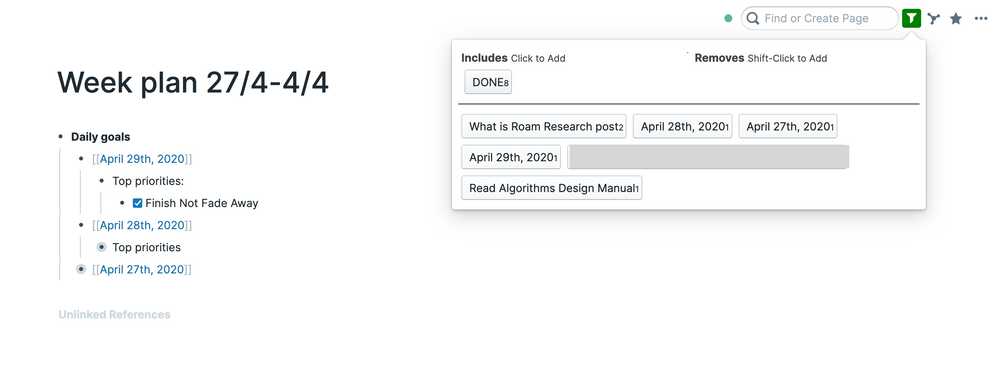 Find or Create Page
Includes Click to Add
Removes Shift-Click to Add
DONE8
What is Roam Research post2
April 28th, 20201
April 27th, 20201
April 29th, 20201
Read Algorithms Design Manual1
Week plan 27/4-4/4
Daily goals
[[April 29th, 2020]]
Top priorities:
Finish Not Fade Away
[[April 28th, 2020]]
Top priorities
[[April 27th, 2020]]
Unlinked References